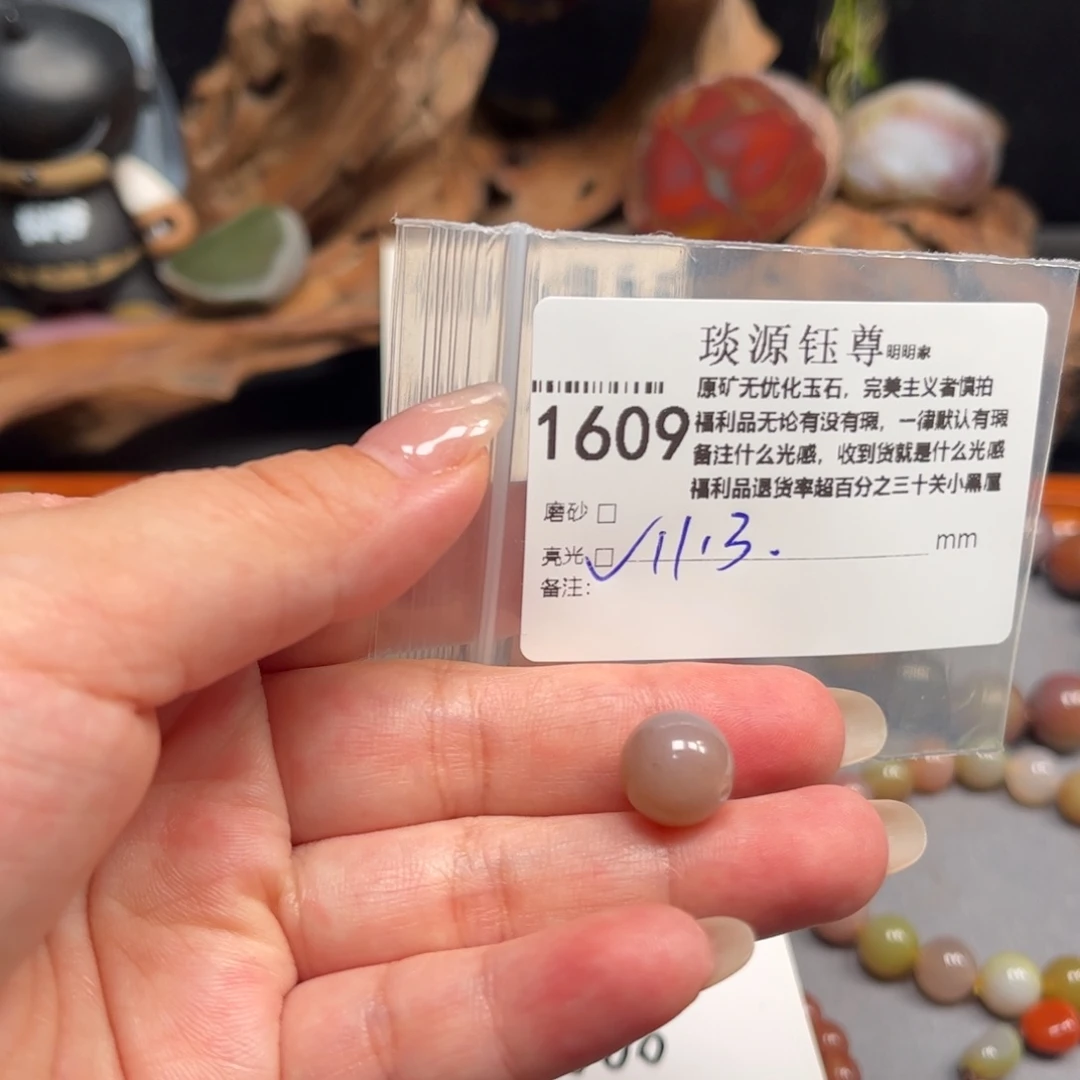 琰源钰尊明明家
原矿无优化玉石，完美主义者慎拍
1609
福利品无论有没有瑕，一律默认有瑕
备注什么光感，收到货就是什么光感
福利品退货率超百分之三十关小黑屋
磨砂 □
亮光 □✓ 11.3. mm
备注：